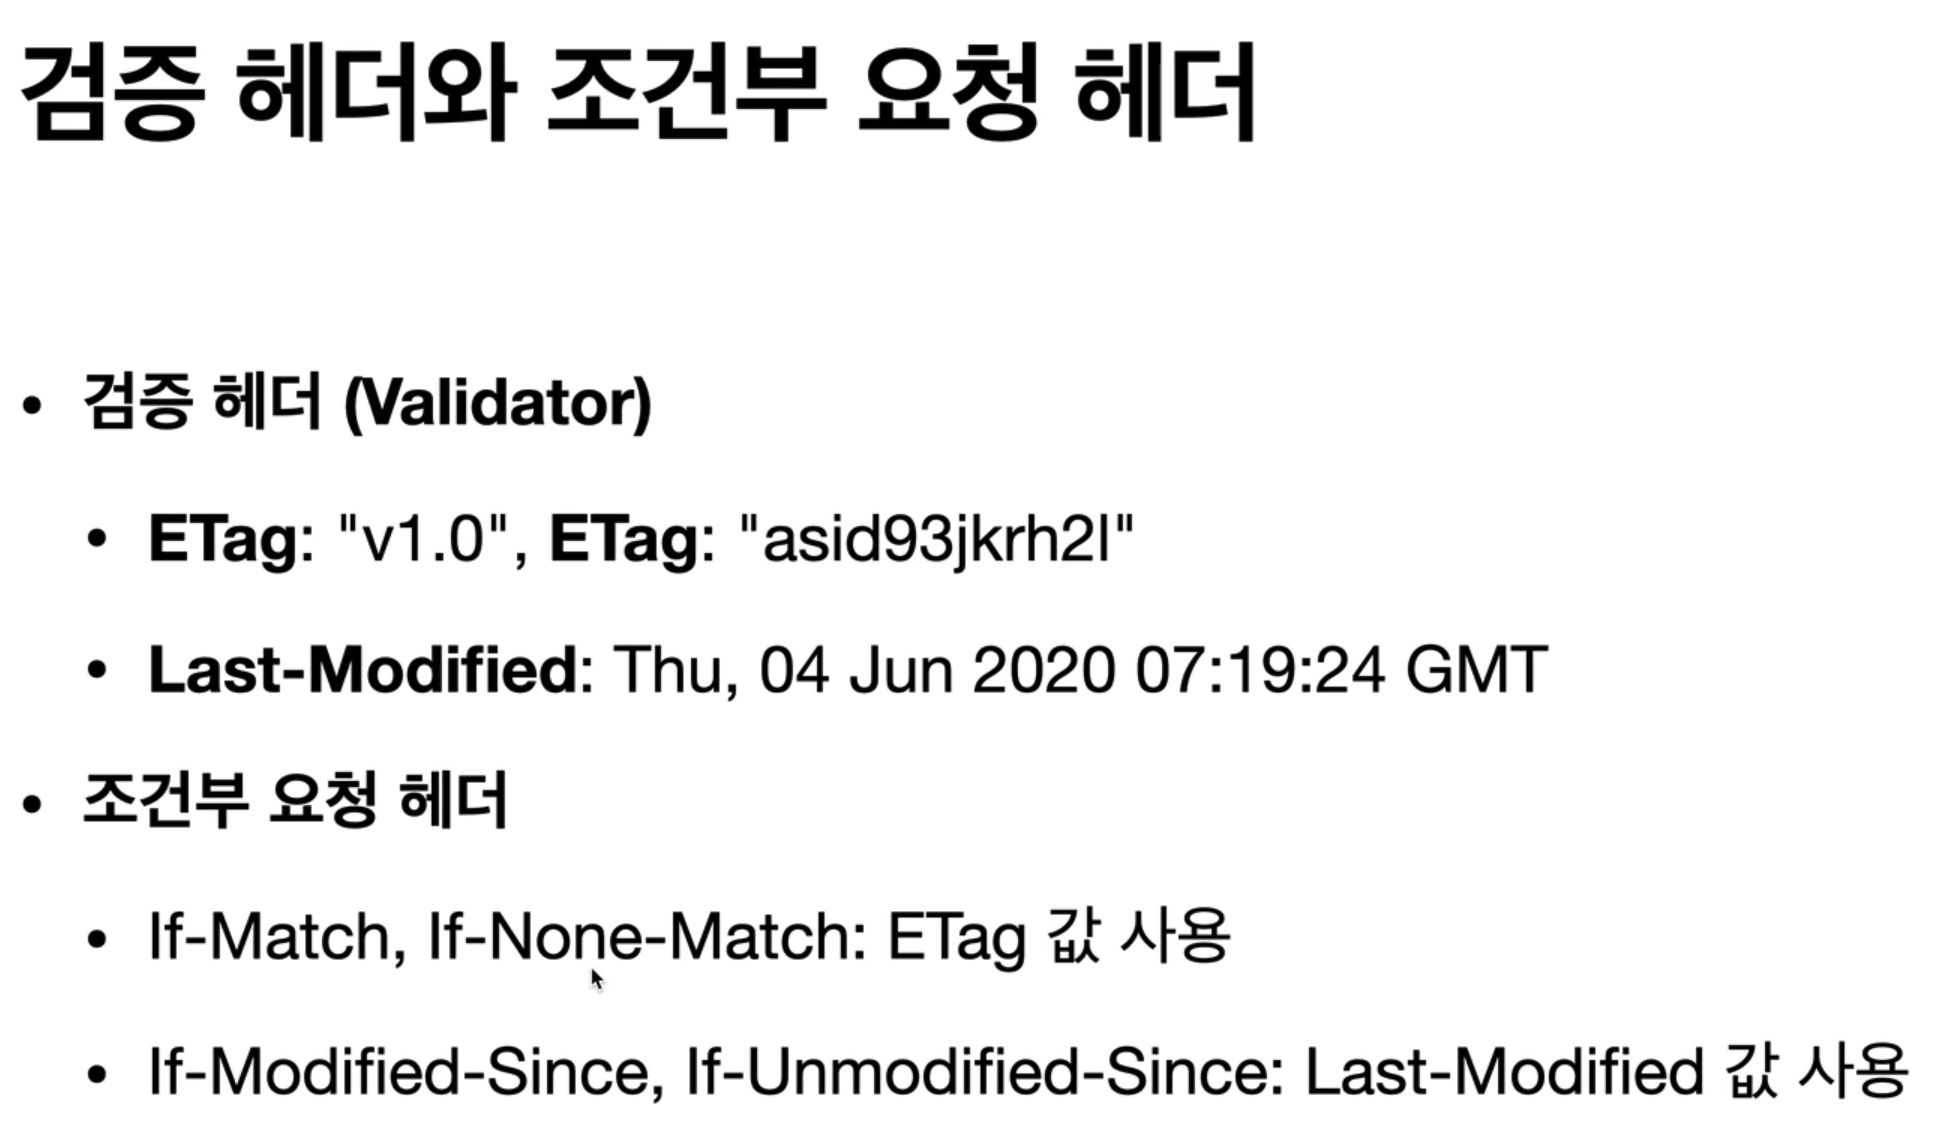 검증 헤더와 조건부 요청 헤더
• 검증 헤더 (Validator)
• ETag: "v1.0", ETag: "asid93jkrh2l"
• Last-Modified: Thu, 04 Jun 2020 07:19:24 GMT
• 조건부 요청 헤더
• If-Match, If-None-Match: ETag 값 사용
• If-Modified-Since, If-Unmodified-Since: Last-Modified 값 사용